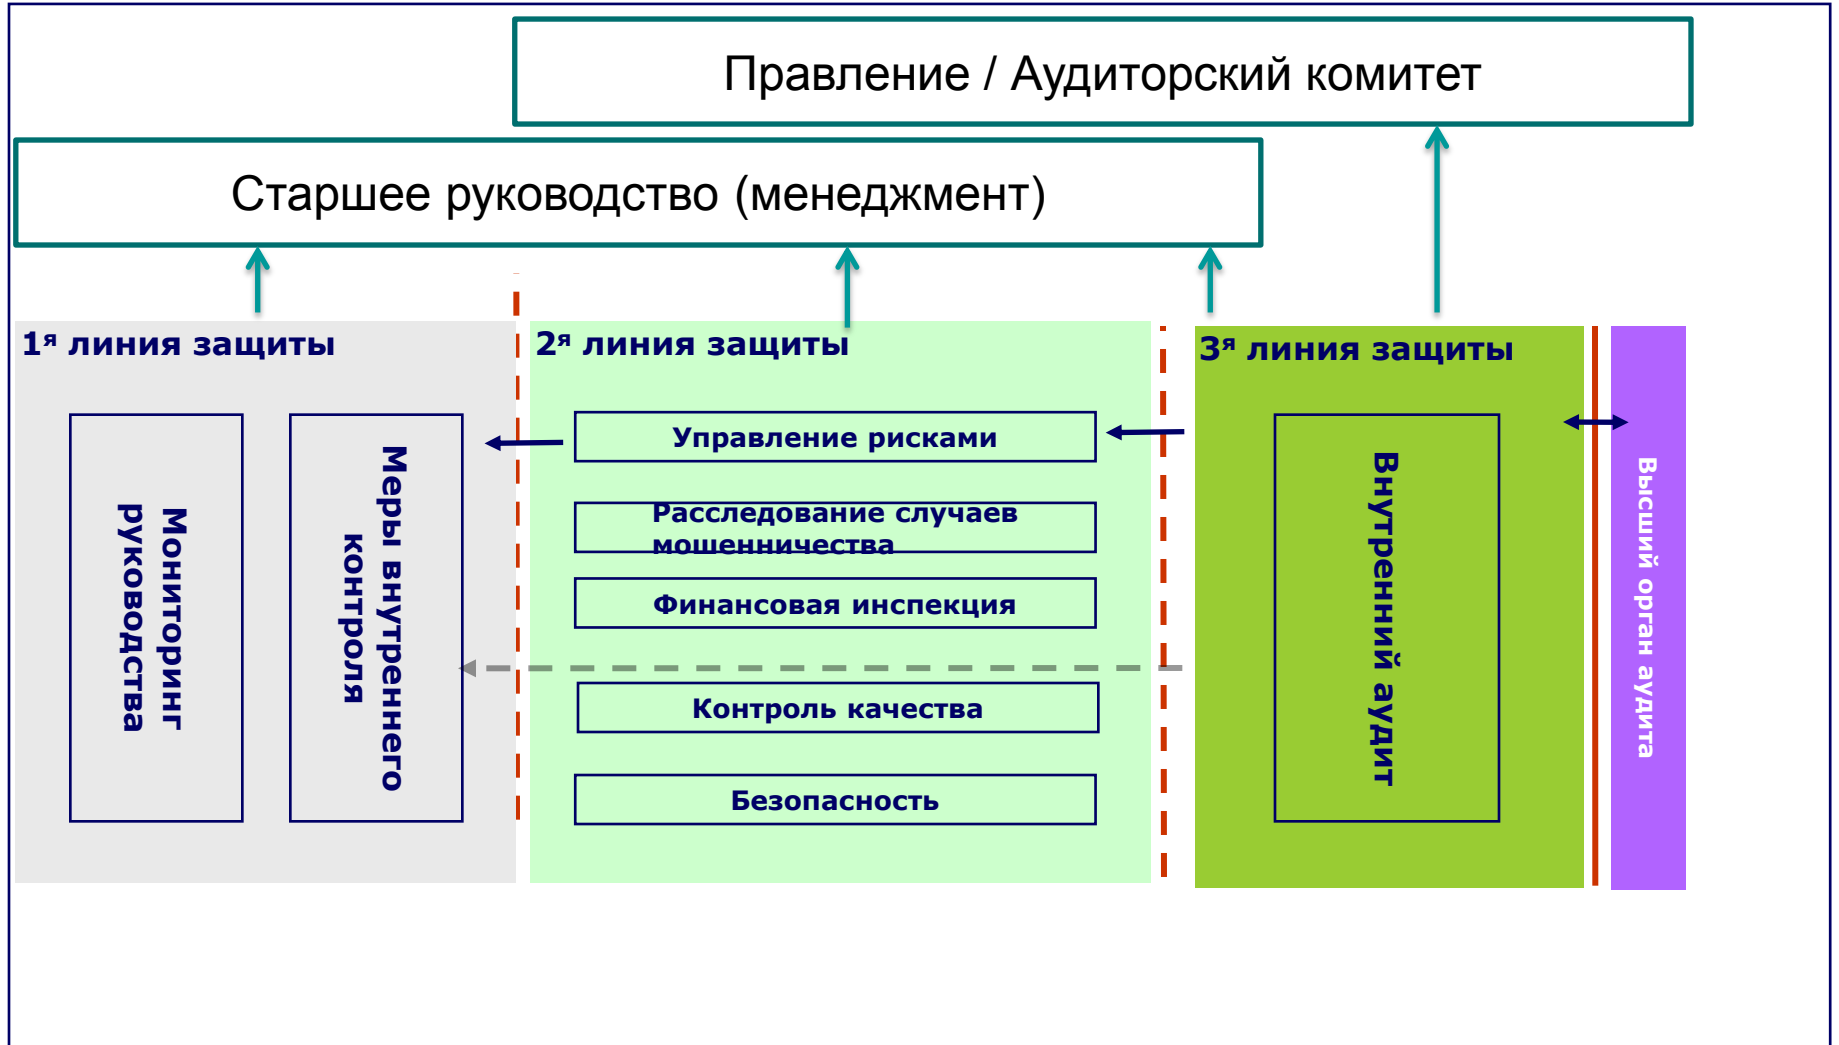 Правление / Аудиторский комитет
Старшее руководство (менеджмент)
1я линия защиты
Мониторинг
руководства
Меры внутреннего
контроля
2я линия защиты
Управление рисками
Расследование случаев
мошенничества
Финансовая инспекция
Контроль качества
Безопасность
3я линия защиты
Внутренний аудит
Высший орган аудита